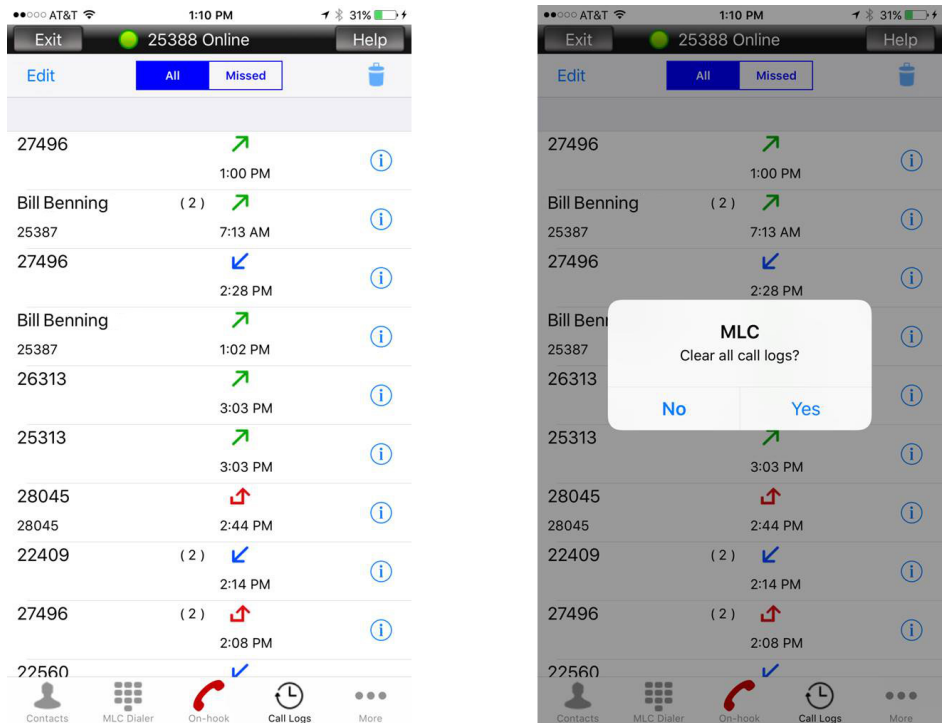 AT&T 1:10 PM 31%
Exit 25388 Online Help
Edit All Missed
27496
1:00 PM
Bill Benning (2)
25387 7:13 AM
27496
2:28 PM
Bill Benning
25387 1:02 PM
26313
3:03 PM
25313
3:03 PM
28045
28045 2:44 PM
22409 (2)
2:14 PM
27496 (2)
2:08 PM
22560
Contacts MLC Dialer On-hook Call Logs More
AT&T 1:10 PM 31%
Exit 25388 Online Help
Edit All Missed
27496
1:00 PM
Bill Benning (2)
25387 7:13 AM
27496
2:28 PM
Bill Benn
25387
MLC
Clear all call logs?
26313
No Yes
25313
3:03 PM
28045
28045 2:44 PM
22409 (2)
2:14 PM
27496 (2)
2:08 PM
22560
Contacts MLC Dialer On-hook Call Logs More